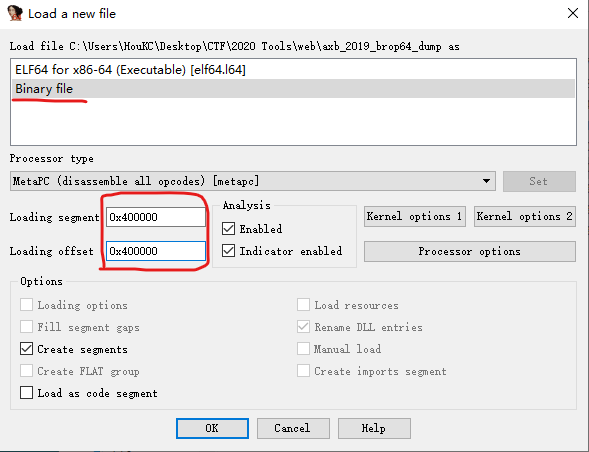 Load a new file
Load file C:\Users\HouKC\Desktop\CTF\2020 Tools\web\axb_2019_brop64_dump as
ELF64 for x86-64 (Executable) [elf64.l64]
Binary file
Processor type
MetaPC (disassemble all opcodes) [metapc]
Set
Loading segment 0x400000
Loading offset 0x400000
Analysis
Enabled
Indicator enabled
Kernel options 1
Kernel options 2
Processor options
Options
Loading options
Fill segment gaps
Create segments
Create FLAT group
Load as code segment
Load resources
Rename DLL entries
Manual load
Create imports segment
OK
Cancel
Help